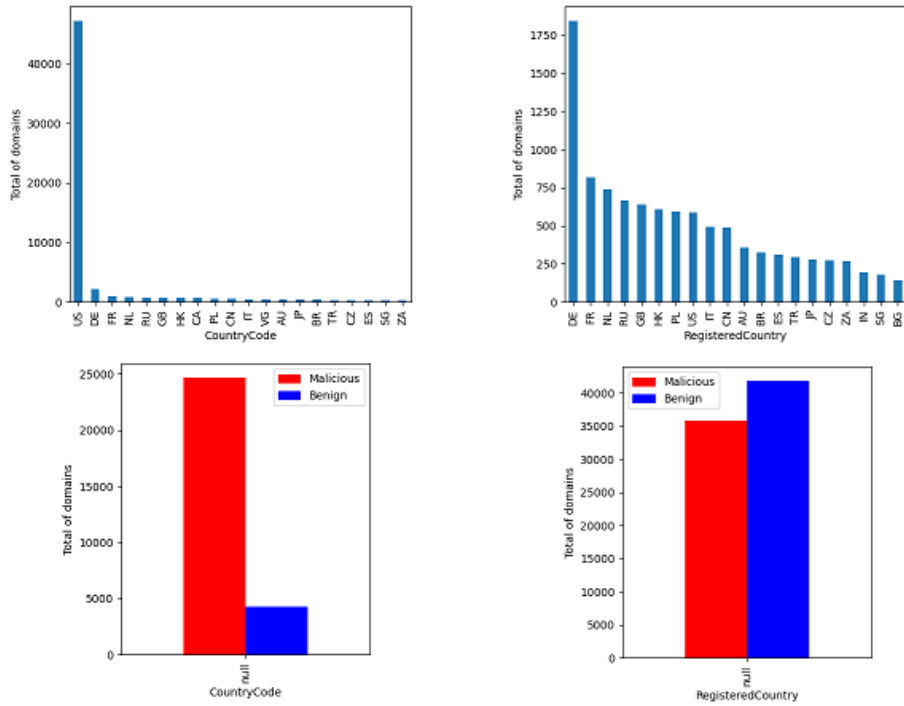 Total of domains
40000
30000
20000
10000
0
US DE FR NL RU GB HK CA PL CN IT VG AU JP BR TR CZ ES SG ZA
CountryCode
Total of domains
1750
1500
1250
1000
750
500
250
0
DE FR NL RU GB HK PL US IT CN AU BR ES TR JP CZ ZA IN SG BG
RegisteredCountry
Total of domains
25000
20000
15000
10000
5000
0
Malicious
Benign
null
CountryCode
Total of domains
40000
35000
30000
25000
20000
15000
10000
5000
0
Malicious
Benign
null
RegisteredCountry